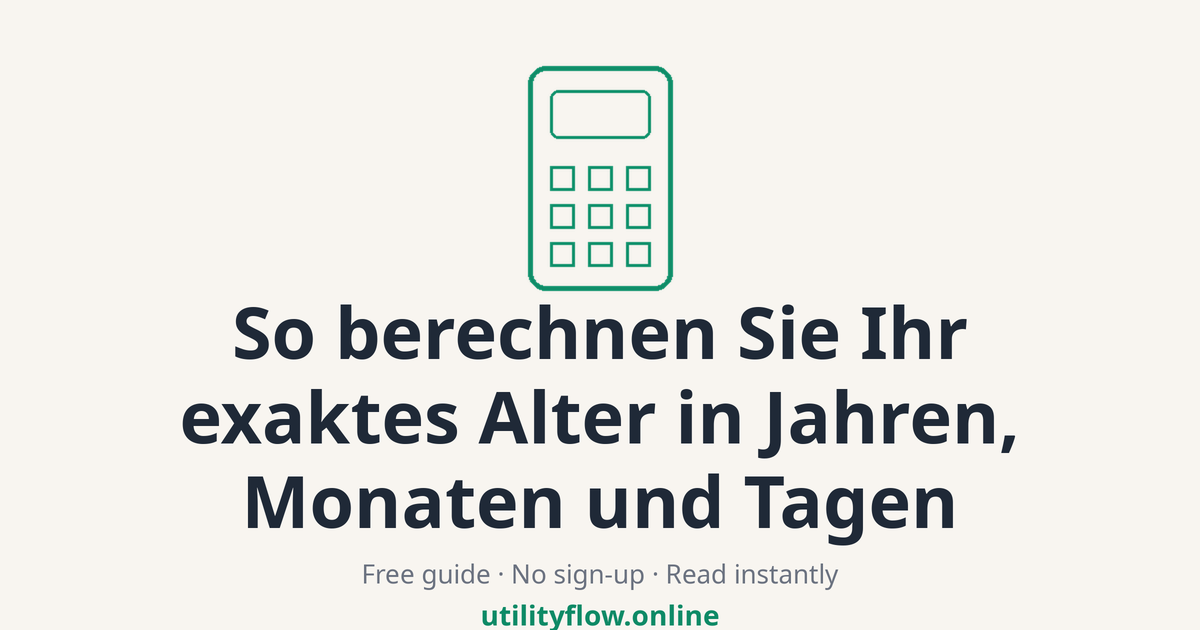 So berechnen Sie Ihr
exaktes Alter in Jahren,
Monaten und Tagen
Free guide · No sign-up · Read instantly
utilityflow.online